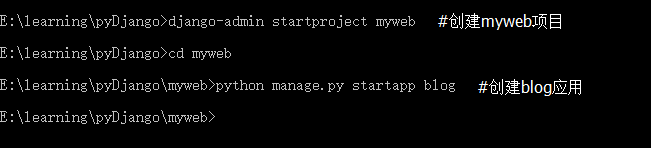 E:\learning\pyDjango>django-admin startproject myweb #创建myweb项目
E:\learning\pyDjango>cd myweb
E:\learning\pyDjango\myweb>python manage.py startapp blog #创建blog应用
E:\learning\pyDjango\myweb>